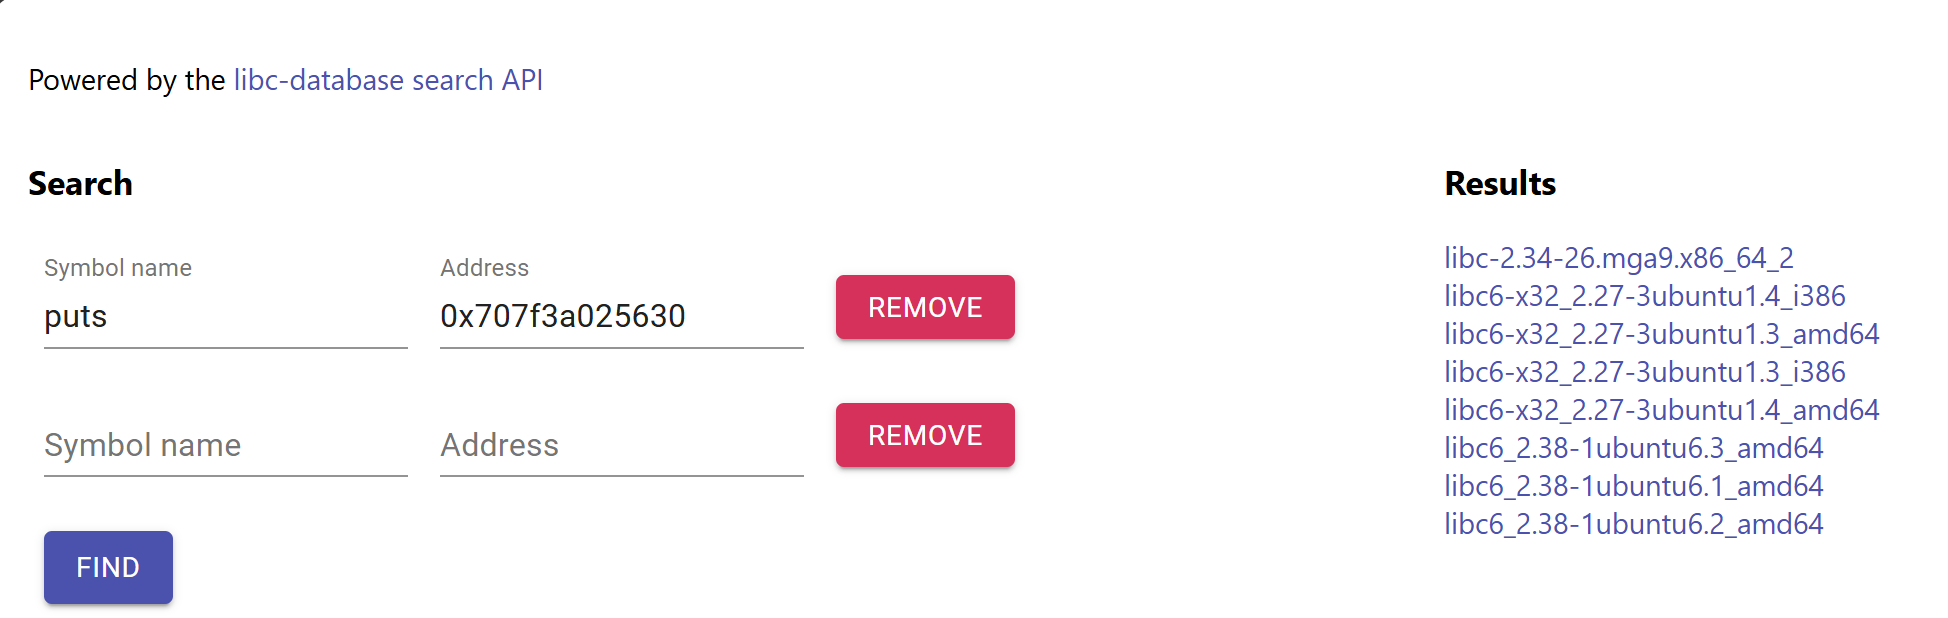 Powered by the libc-database search API
Search
Symbol name
Address
puts
0x707f3a025630
REMOVE
Symbol name
Address
REMOVE
FIND
Results
libc-2.34-26.mga9.x86_64_2
libc6-x32_2.27-3ubuntu1.4_i386
libc6-x32_2.27-3ubuntu1.3_amd64
libc6-x32_2.27-3ubuntu1.3_i386
libc6-x32_2.27-3ubuntu1.4_amd64
libc6_2.38-1ubuntu6.3_amd64
libc6_2.38-1ubuntu6.1_amd64
libc6_2.38-1ubuntu6.2_amd64